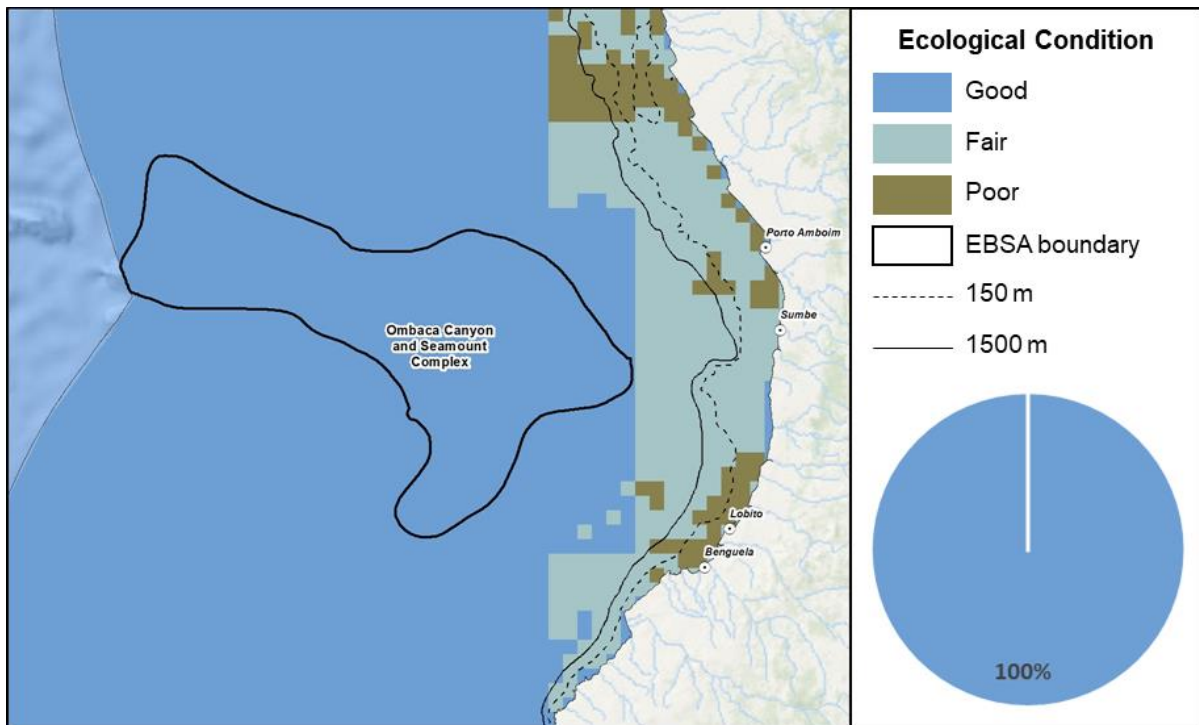 Porto Amboim
Sumbe
Ombaca Canyon
and Seamount
Complex
Lobito
Benguela
Ecological Condition
Good
Fair
Poor
EBSA boundary
150 m
1500 m
100%